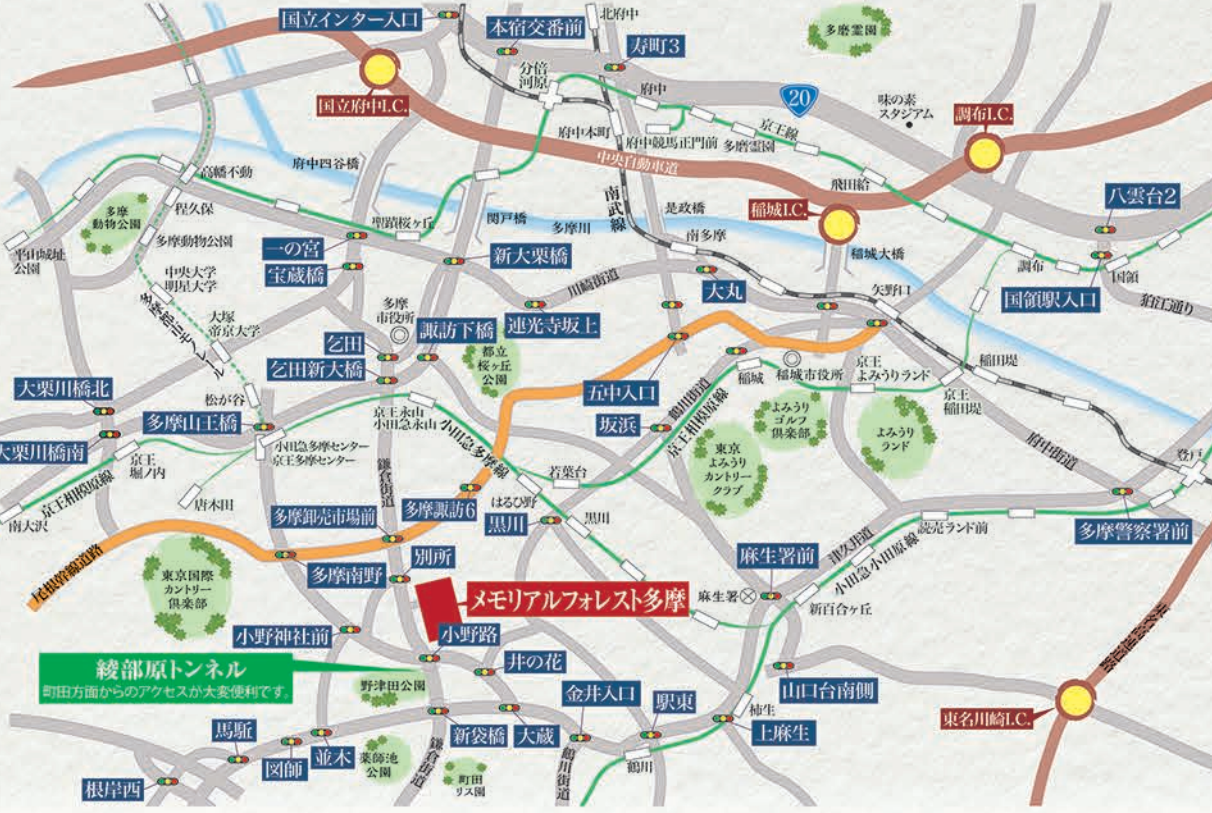 国立インター入口
本宿交番前
北府中
寿町3
多磨霊園
分倍
河原
国立府中I.C.
府中
20
味の素
スタジアム
調布I.C.
府中本町
府中競馬正門前
多磨霊園
京王線
中央自動車道
飛田給
府中四谷橋
高幡不動
程久保
多摩
動物公園
南武線
是政橋
稲城I.C.
八雲台2
聖蹟桜ヶ丘
関戸橋
多摩川
一の宮
多摩動物公園
平山城址
公園
南多摩
稲城大橋
宝蔵橋
新大栗橋
調布
国領
中央大学
明星大学
川崎街道
大丸
矢野口
国領駅入口
狛江通り
多摩都市モノレール
大塚
帝京大学
多摩
市役所
連光寺坂上
諏訪下橋
乞田
都立
桜ヶ丘
公園
乞田新大橋
五中入口
稲城
稲城市役所
京王
よみうりランド
稲田堤
京王
稲田堤
大栗川橋北
松が谷
多摩山王橋
京王永山
小田急永山
小田急多摩線
鶴川街道
京王相模原線
坂浜
よみうり
ゴルフ
倶楽部
よみうり
ランド
大栗川橋南
京王
堀ノ内
小田急多摩センター
京王多摩センター
東京
よみうり
カントリー
クラブ
府中街道
登戸
京王相模原線
唐木田
鎌倉街道
若葉台
はるひ野
南大沢
多摩卸売市場前
多摩諏訪6
黒川
黒川
読売ランド前
多摩警察署前
尾根幹線道路
別所
多摩南野
麻生署前
津久井道
小田急小田原線
東京国際
カントリー
倶楽部
メモリアルフォレスト多摩
麻生署
新百合ヶ丘
小野神社前
小野路
綾部原トンネル
町田方面からのアクセスが大変便利です。
井の花
野津田公園
金井入口
駅東
山口台南側
柿生
東名川崎I.C.
馬駈
図師
並木
新袋橋
大蔵
上麻生
薬師池
公園
鎌倉街道
町田
リス園
鶴川街道
鶴川
根岸西